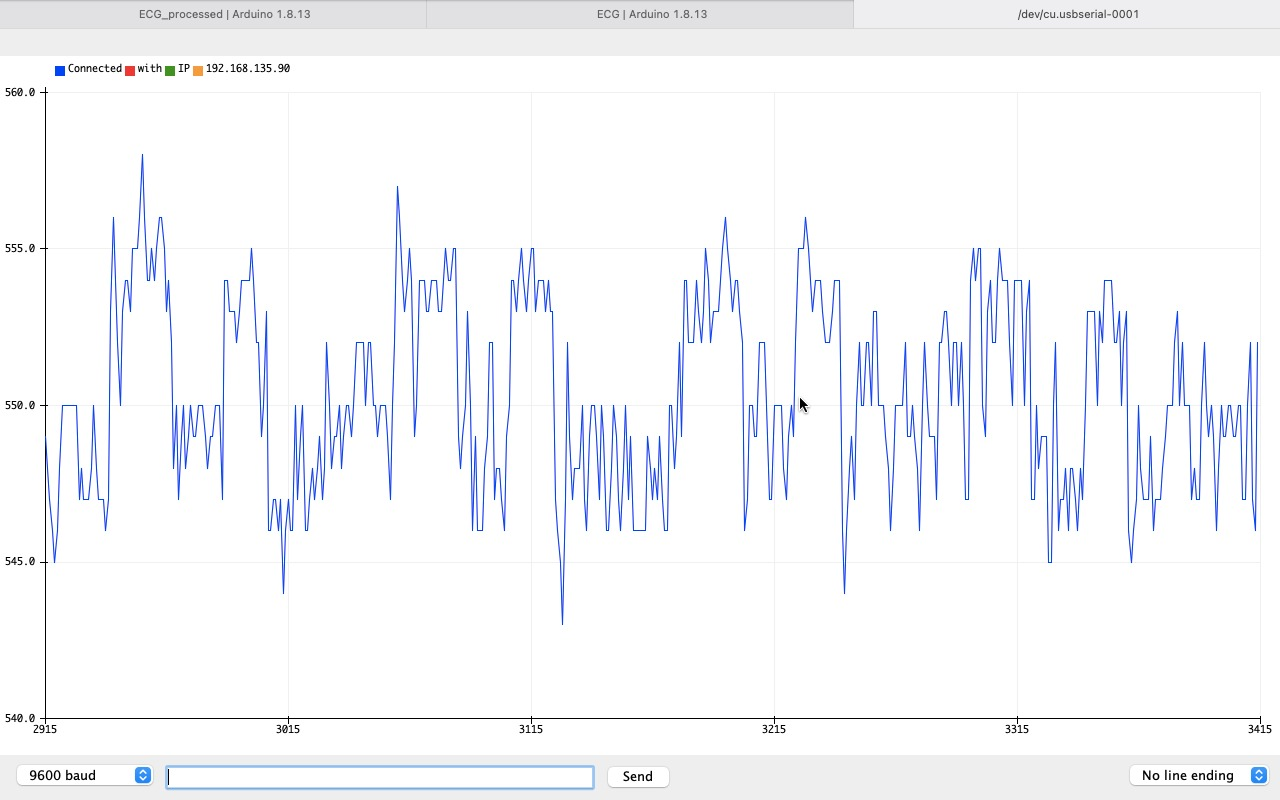 ECG_processed | Arduino 1.8.13
ECG | Arduino 1.8.13
/dev/cu.usbserial-0001
Connected with IP 192.168.135.90
560.0
555.0
550.0
545.0
540.0
2915 3015 3115 3215 3315 3415
9600 baud
Send
No line ending